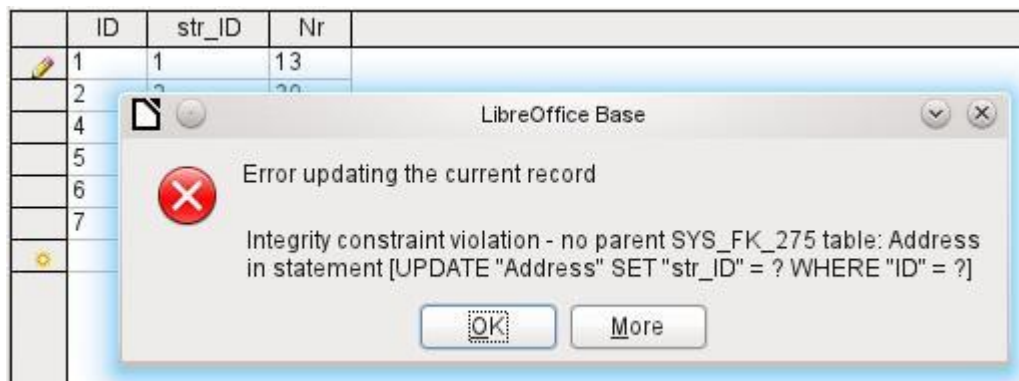 ID str_ID Nr
1 1 13
2
4 LibreOffice Base
5 Error updating the current record
6
7 Integrity constraint violation - no parent SYS_FK_275 table: Address
in statement [UPDATE "Address" SET "str_ID" = ? WHERE "ID" = ?]
OK More